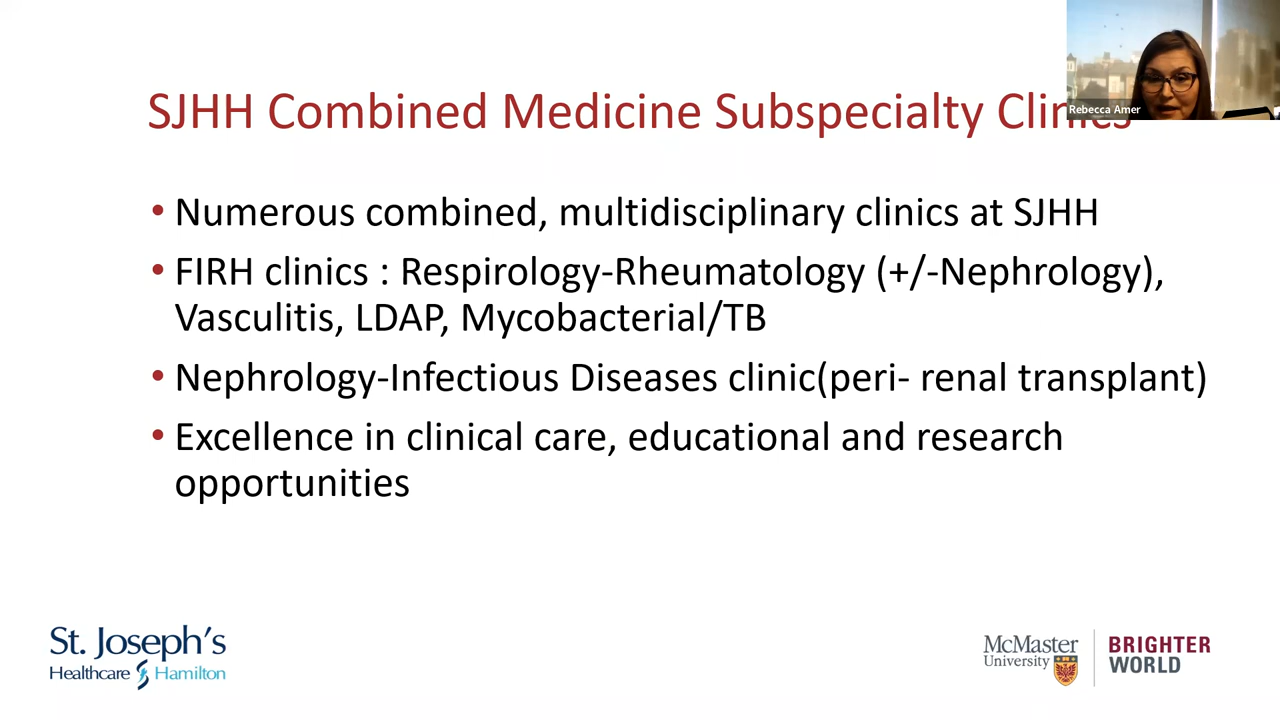 SJHH Combined Medicine Subspecialty Clinics
Rebecca Amer
• Numerous combined, multidisciplinary clinics at SJHH
• FIRH clinics : Respirology-Rheumatology (+/-Nephrology),
Vasculitis, LDAP, Mycobacterial/TB
• Nephrology-Infectious Diseases clinic(peri- renal transplant)
• Excellence in clinical care, educational and research
opportunities
St. Joseph's
Healthcare Hamilton
McMaster
University
BRIGHTER
WORLD